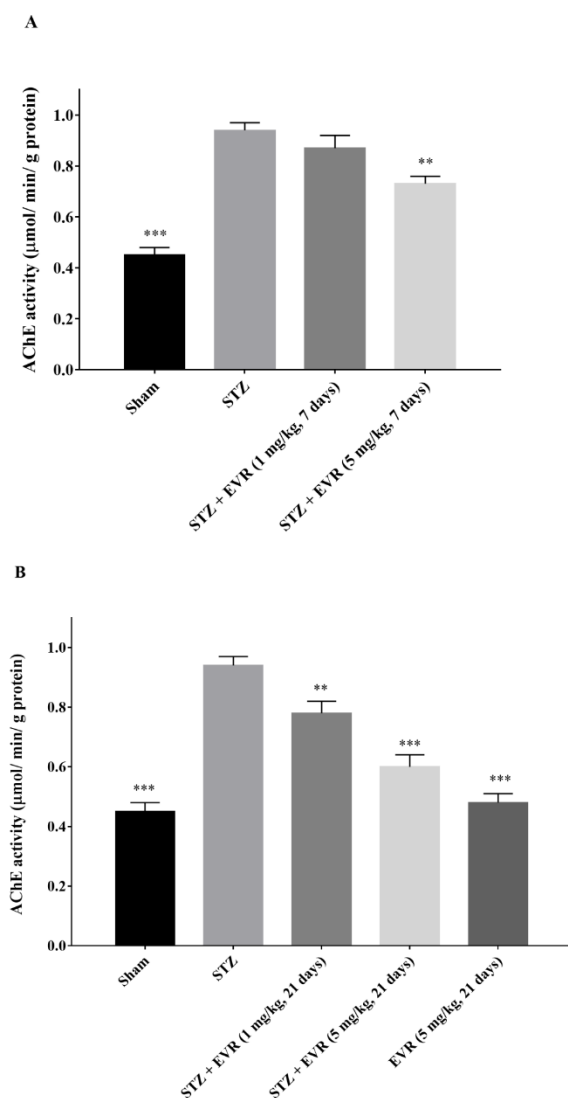 A
AChE activity (μmol/ min/ g protein)
1.0
0.8
0.6
0.4
0.2
0.0
***
**
Sham
STZ
STZ + EVR (1 mg/kg, 7 days)
STZ + EVR (5 mg/kg, 7 days)
B
AChE activity (μmol/ min/ g protein)
1.0
0.8
0.6
0.4
0.2
0.0
***
**
***
***
Sham
STZ
STZ + EVR (1 mg/kg, 21 days)
STZ + EVR (5 mg/kg, 21 days)
EVR (5 mg/kg, 21 days)